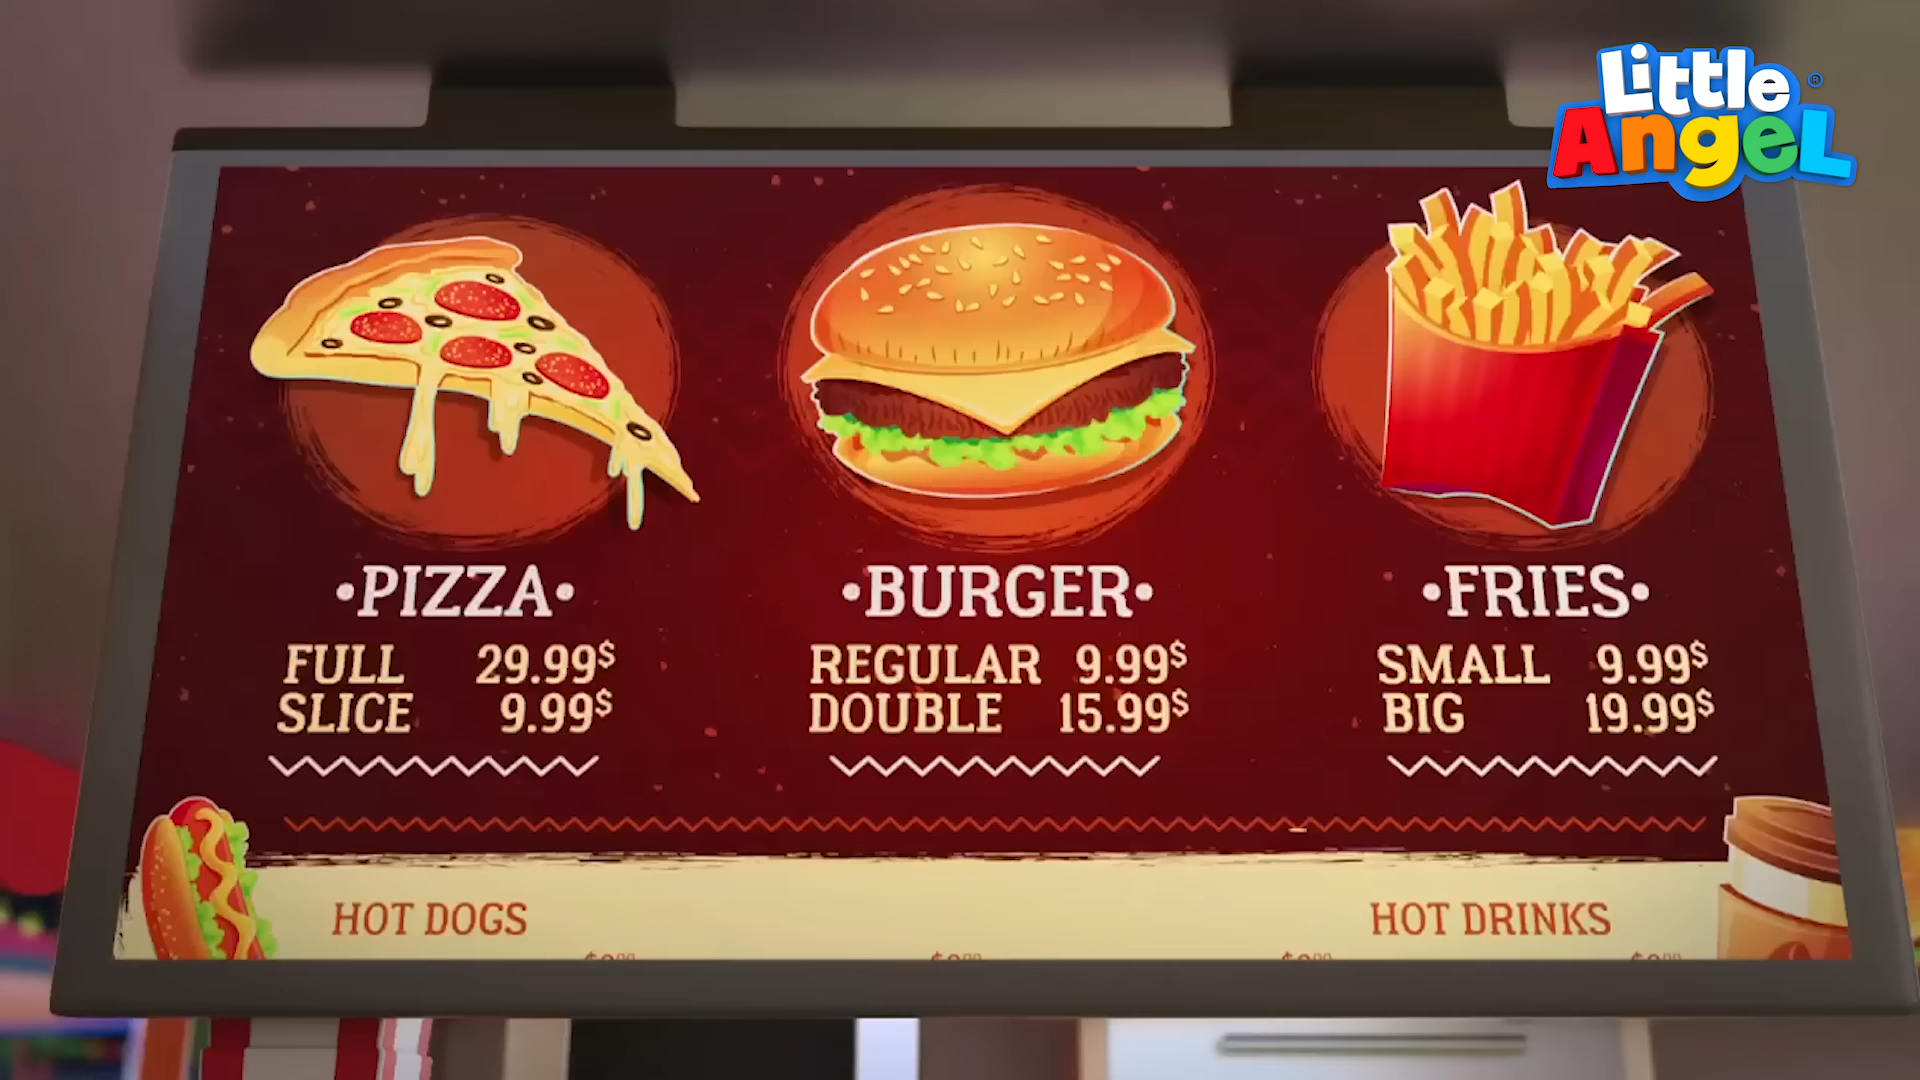 Little
Angel
®
•PIZZA•
FULL 29.99$
SLICE 9.99$
•BURGER•
REGULAR 9.99$
DOUBLE 15.99$
•FRIES•
SMALL 9.99$
BIG 19.99$
HOT DOGS
HOT DRINKS